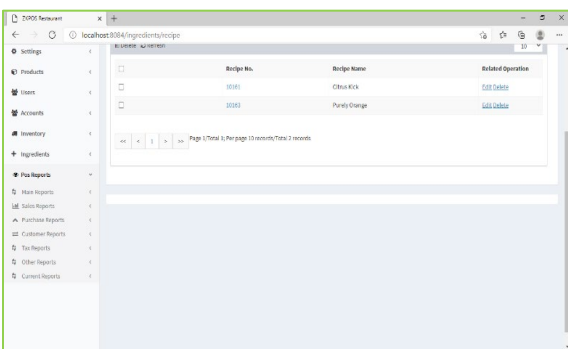 ZXPOS Restaurant
localhost:8084/ingredients/recipe
Settings
Delete Refresh
10
Products
Recipe No. Recipe Name Related Operation
Users
10161 Citrus Kick Edit Delete
Accounts
Purely Orange Edit Delete
Inventory
<< < 1 > >> Page 1/Total 1; Per page 10 records/Total 2 records
Ingredients
Pos Reports
Main Reports
Sales Reports
Purchase Reports
Customer Reports
Tax Reports
Other Reports
Current Reports